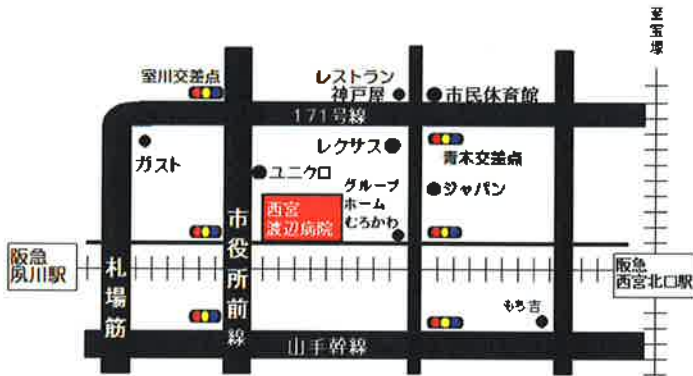 至宝塚
室川交差点
レストラン
神戸屋
市民体育館
171号線
ガスト
レクサス
青木交差点
ユニクロ
グループ
ホーム
むろかわ
ジャパン
西宮
渡辺病院
市役所前線
札場筋
阪急
夙川駅
阪急
西宮北口駅
もち吉
山手幹線